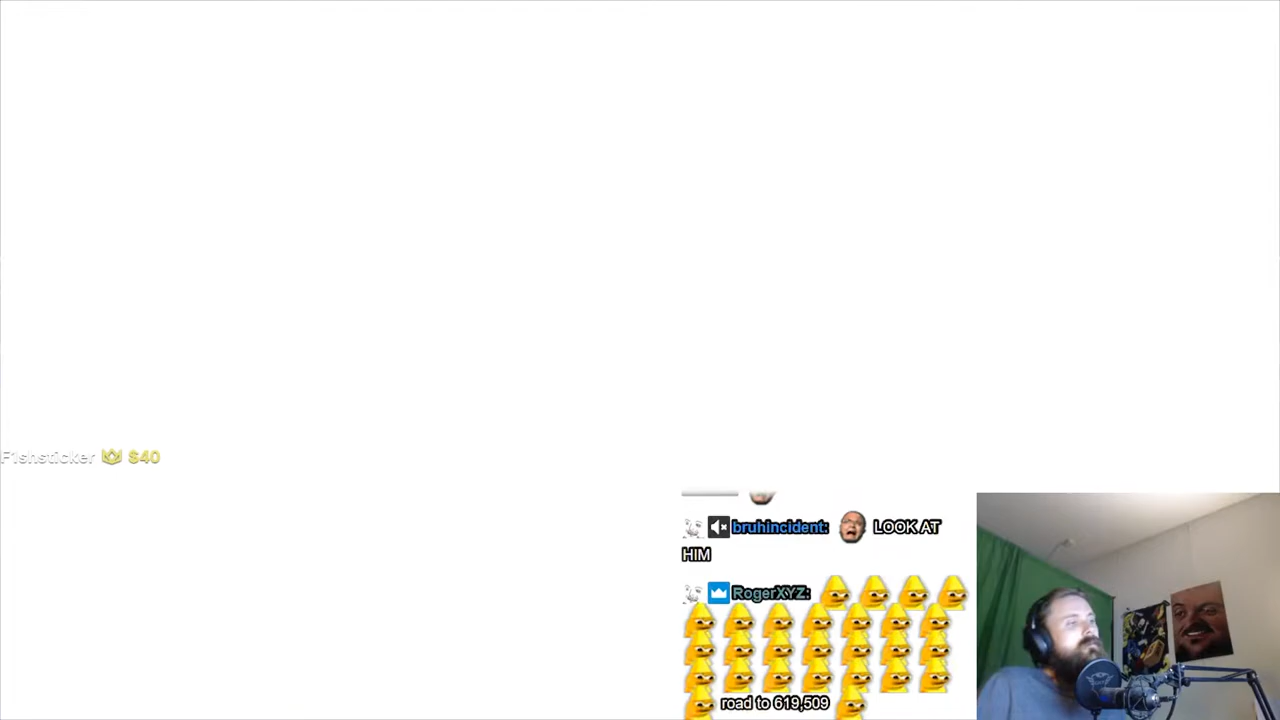 F1shsticker $40
bruhincident: LOOK AT
HIM
RogerXYZ:
road to 619,509